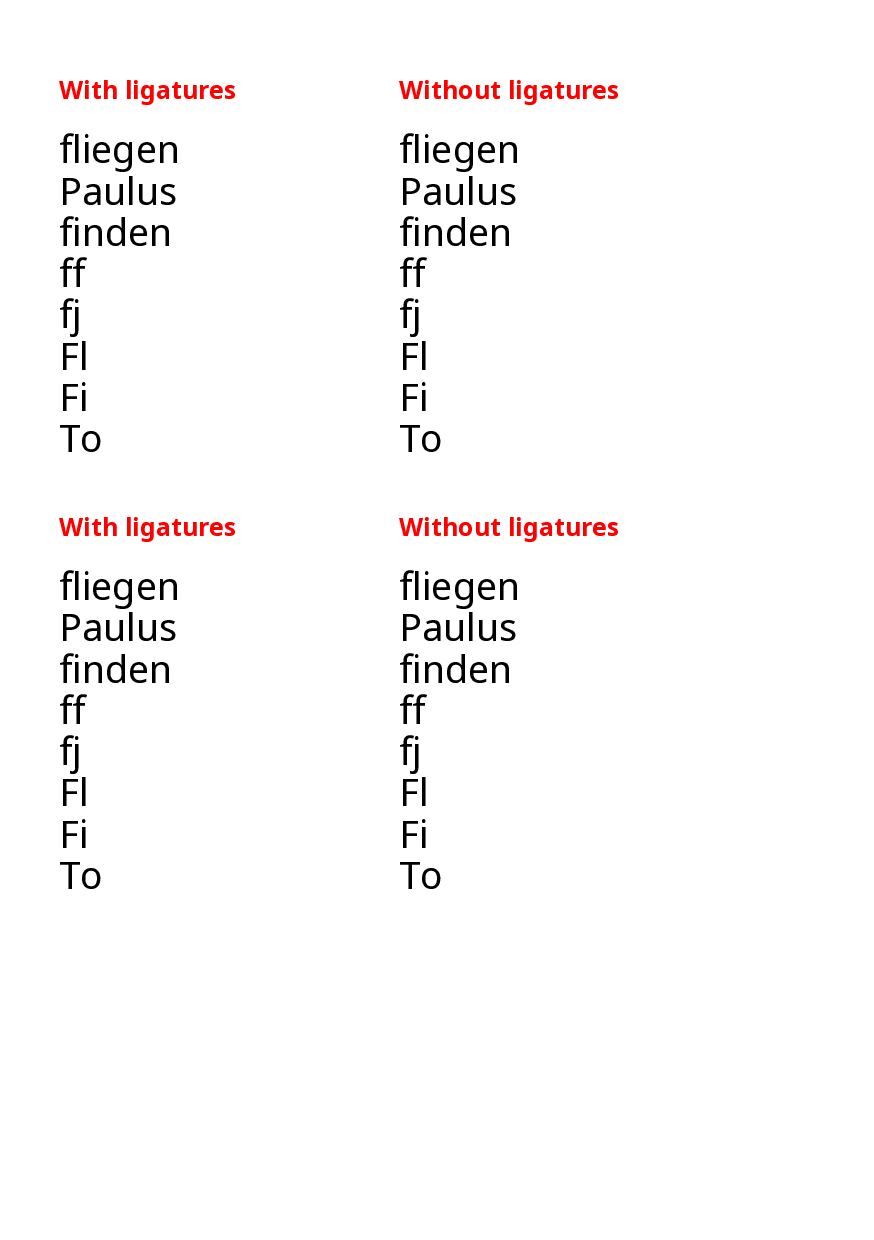 With ligatures
fliegen
Paulus
finden
ff
fj
Fl
Fi
To
Without ligatures
fliegen
Paulus
finden
ff
fj
Fl
Fi
To
With ligatures
fliegen
Paulus
finden
ff
fj
Fl
Fi
To
Without ligatures
fliegen
Paulus
finden
ff
fj
Fl
Fi
To